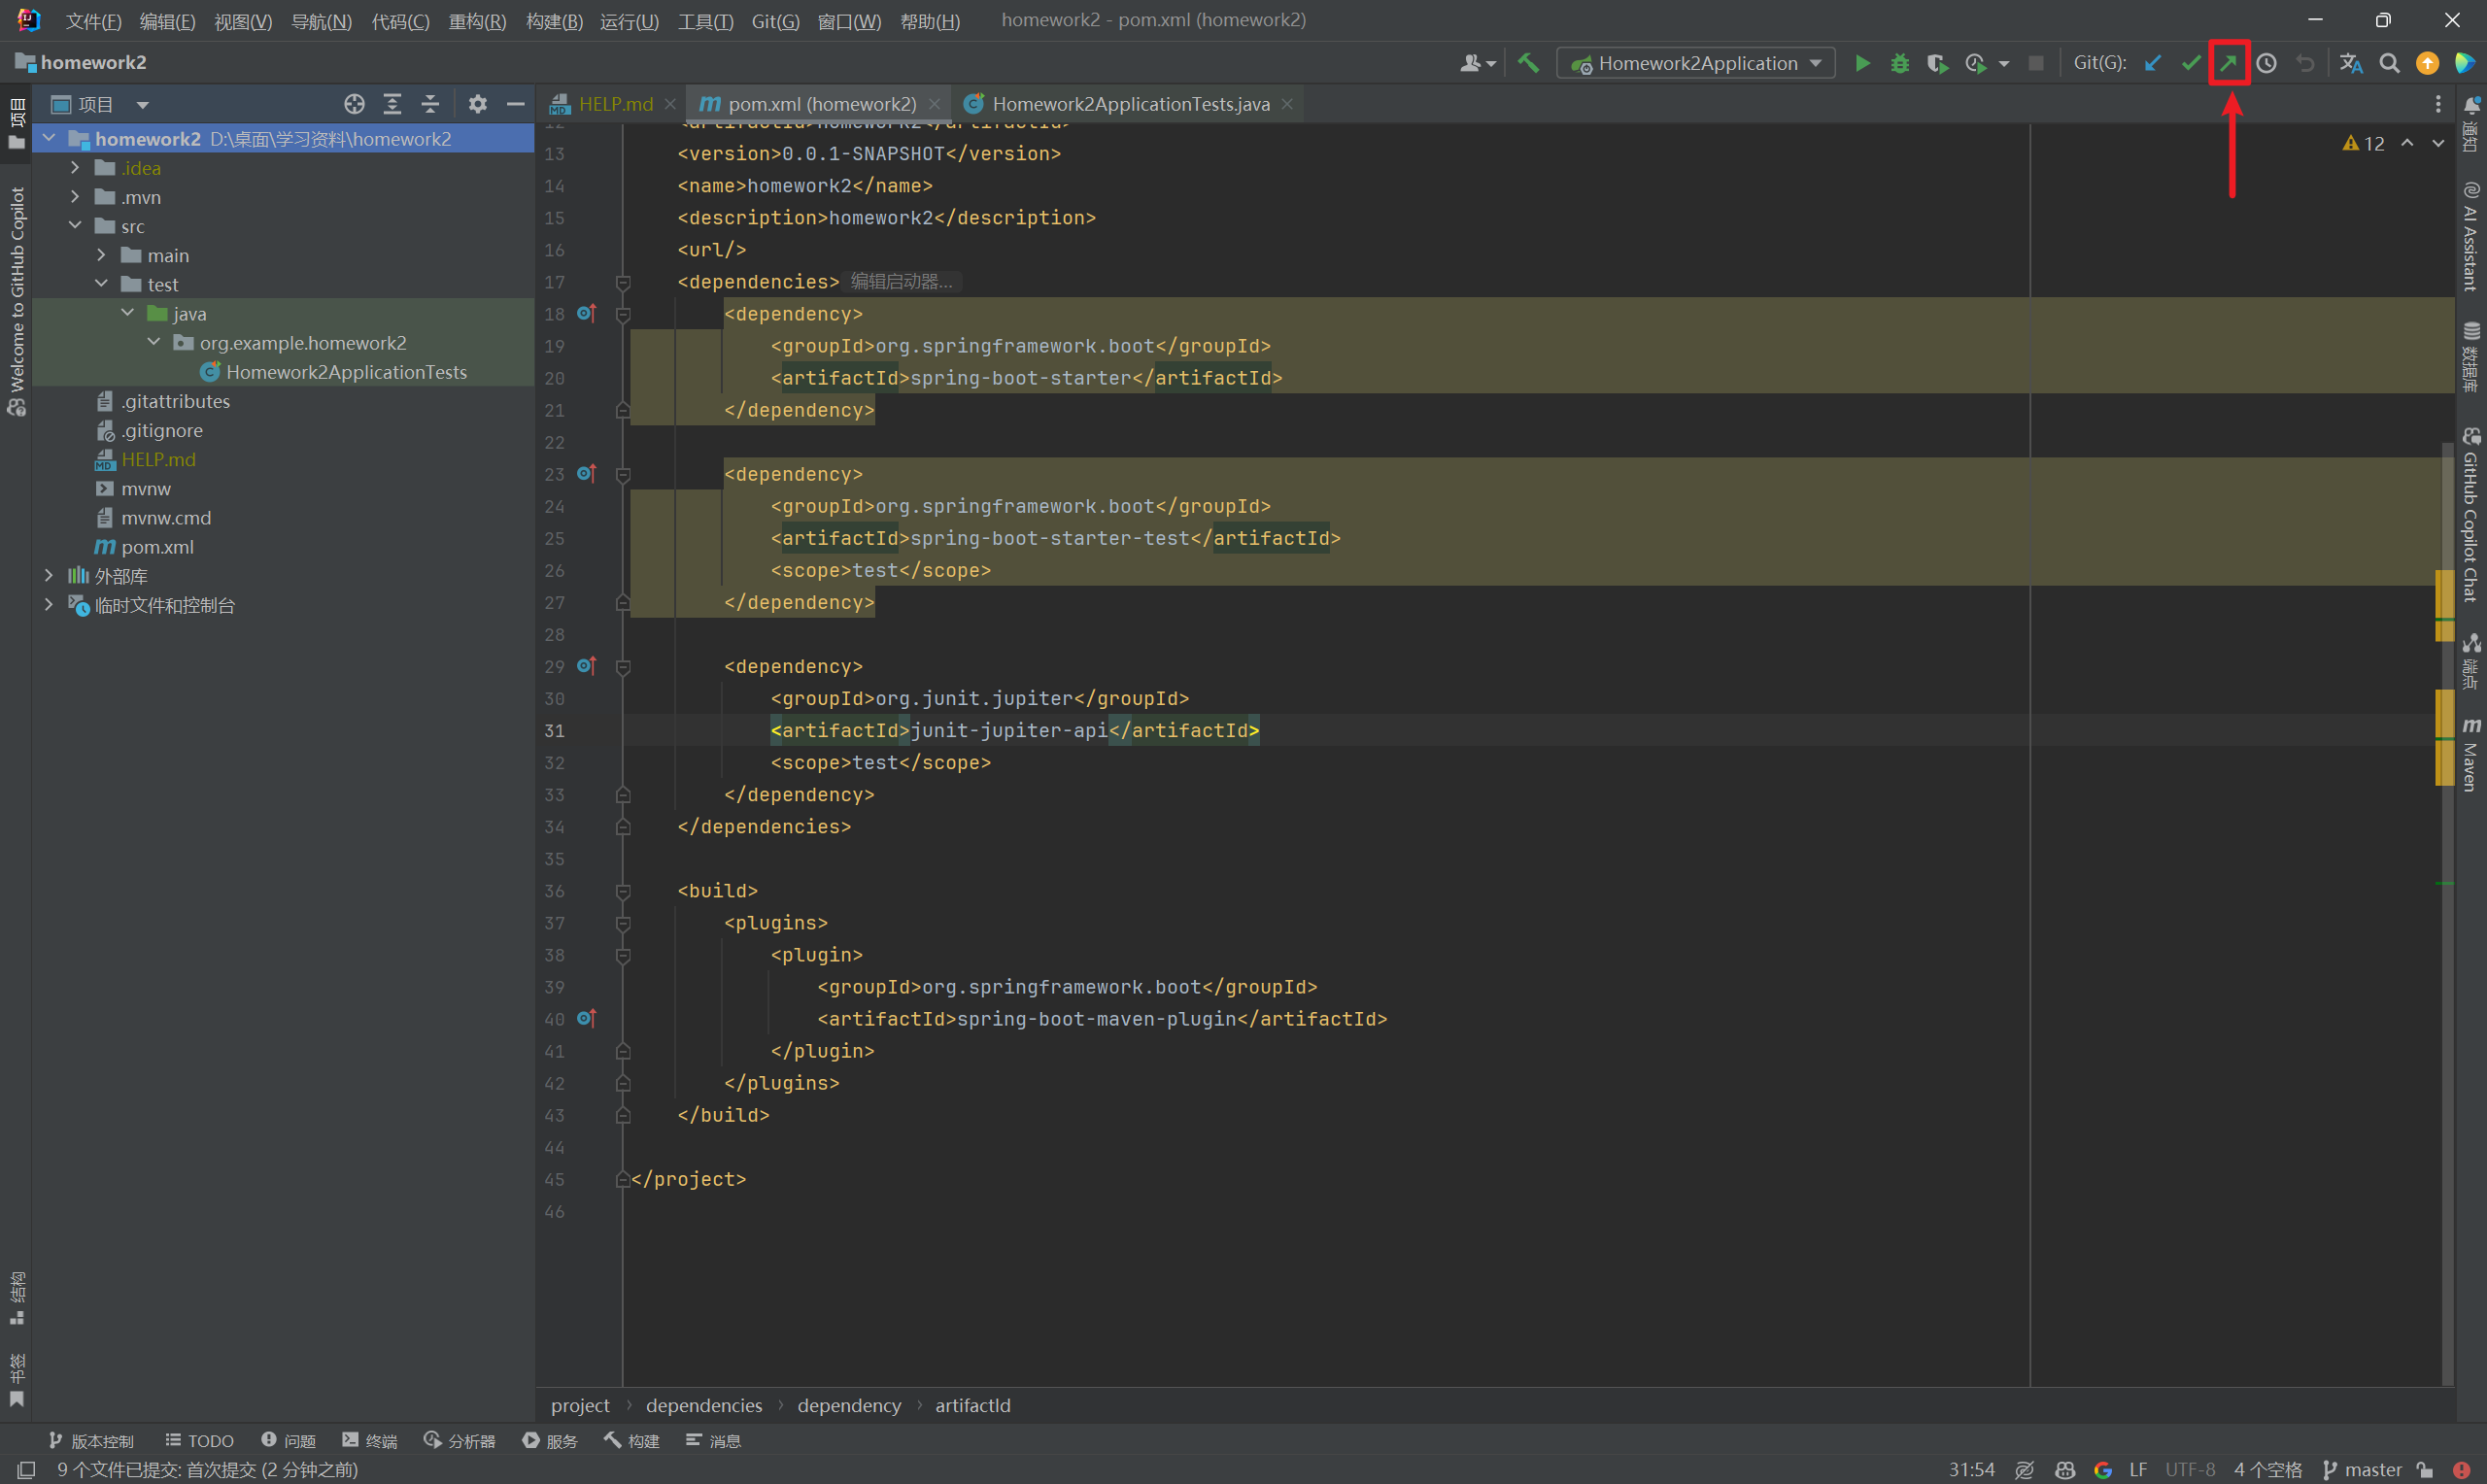 文件(F) 编辑(E) 视图(V) 导航(N) 代码(C) 重构(R) 构建(B) 运行(U) 工具(T) Git(G) 窗口(W) 帮助(H) homework2 - pom.xml (homework2)
homework2
Homework2Application
Git(G):
项目
HELP.md
pom.xml (homework2)
Homework2ApplicationTests.java
项目
Welcome to GitHub Copilot
结构
书签
homework2 D:\桌面\学习资料\homework2
.idea
.mvn
src
main
test
java
org.example.homework2
Homework2ApplicationTests
.gitattributes
.gitignore
HELP.md
mvnw
mvnw.cmd
pom.xml
外部库
临时文件和控制台
12 <artifactId>homework2</artifactId>
13 <version>0.0.1-SNAPSHOT</version>
14 <name>homework2</name>
15 <description>homework2</description>
16 <url/>
17 <dependencies> 编辑启动器...
18 <dependency>
19 <groupId>org.springframework.boot</groupId>
20 <artifactId>spring-boot-starter</artifactId>
21 </dependency>
22
23 <dependency>
24 <groupId>org.springframework.boot</groupId>
25 <artifactId>spring-boot-starter-test</artifactId>
26 <scope>test</scope>
27 </dependency>
28
29 <dependency>
30 <groupId>org.junit.jupiter</groupId>
31 <artifactId>junit-jupiter-api</artifactId>
32 <scope>test</scope>
33 </dependency>
34 </dependencies>
35
36 <build>
37 <plugins>
38 <plugin>
39 <groupId>org.springframework.boot</groupId>
40 <artifactId>spring-boot-maven-plugin</artifactId>
41 </plugin>
42 </plugins>
43 </build>
44
45 </project>
46
12
通知
AI Assistant
数据库
GitHub Copilot Chat
端点
Maven
project › dependencies › dependency › artifactId
版本控制 TODO 问题 终端 分析器 服务 构建 消息
9 个文件已提交: 首次提交 (2 分钟之前)
31:54 LF UTF-8 4 个空格 master